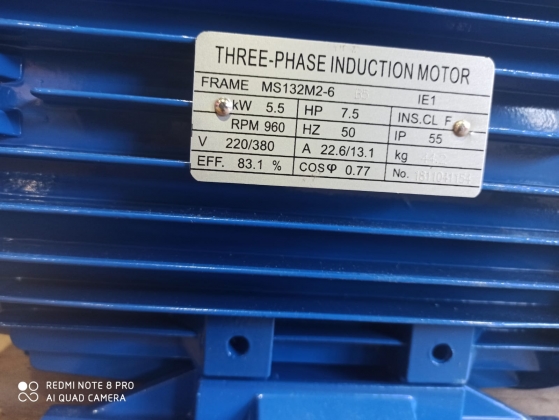 THREE-PHASE INDUCTION MOTOR
FRAME MS132M2-6 IE1
kW 5.5 HP 7.5 INS.CL F
RPM 960 HZ 50 IP 55
V 220/380 A 22.6/13.1 kg
EFF. 83.1 % COSφ 0.77 No.
REDMI NOTE 8 PRO
AI QUAD CAMERA